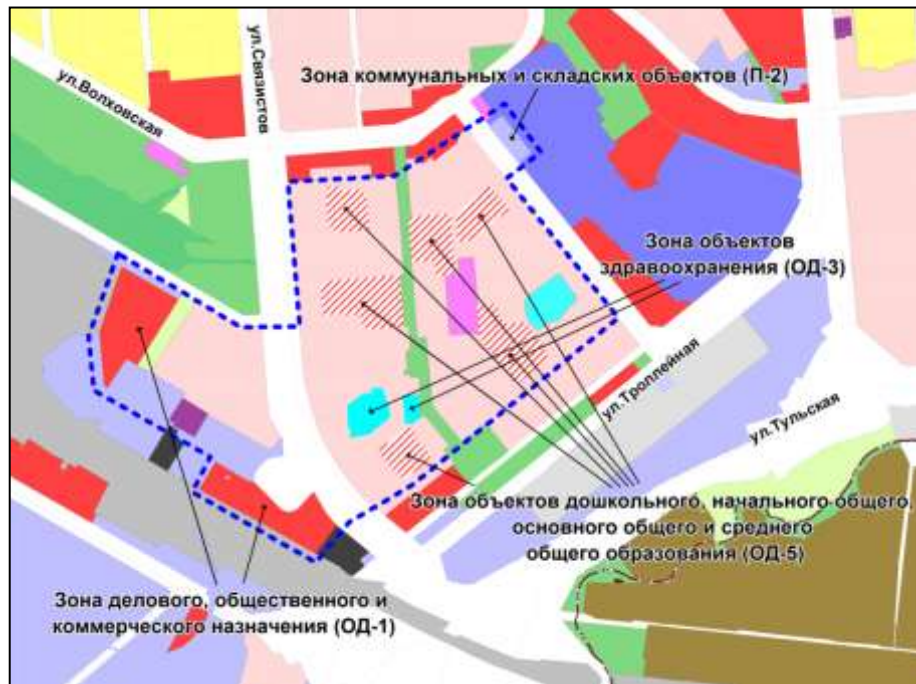 ул.Волховская
ул.Связистов
Зона коммунальных и складских объектов (П-2)
Зона объектов
здравоохранения (ОД-3)
ул.Троллейная
ул.Тульская
Зона объектов дошкольного, начального общего,
основного общего и среднего
общего образования (ОД-5)
Зона делового, общественного и
коммерческого назначения (ОД-1)